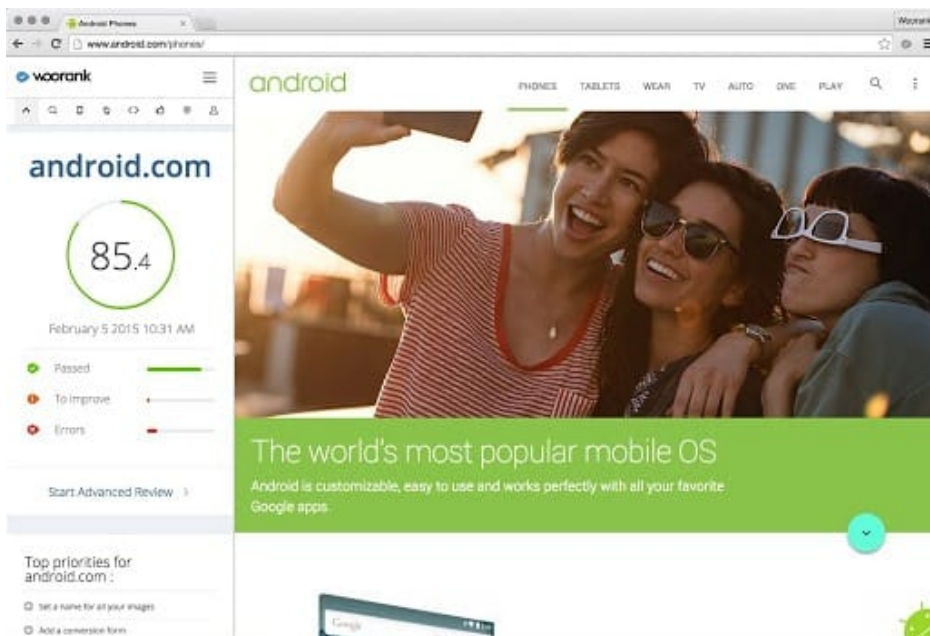 Android Phones
Woorank
www.android.com/phones/
woorank
android
PHONES TABLETS WEAR TV AUTO ONE PLAY
android.com
85.4
February 5 2015 10:31 AM
Passed
To Improve
Errors
Start Advanced Review
The world's most popular mobile OS
Android is customizable, easy to use and works perfectly with all your favorite
Google apps.
Top priorities for
android.com :
Set a name for all your images
Add a conversion form
Google